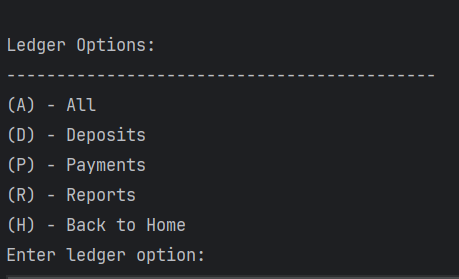 Ledger Options:
-------------------------------------------
(A) - All
(D) - Deposits
(P) - Payments
(R) - Reports
(H) - Back to Home
Enter ledger option: